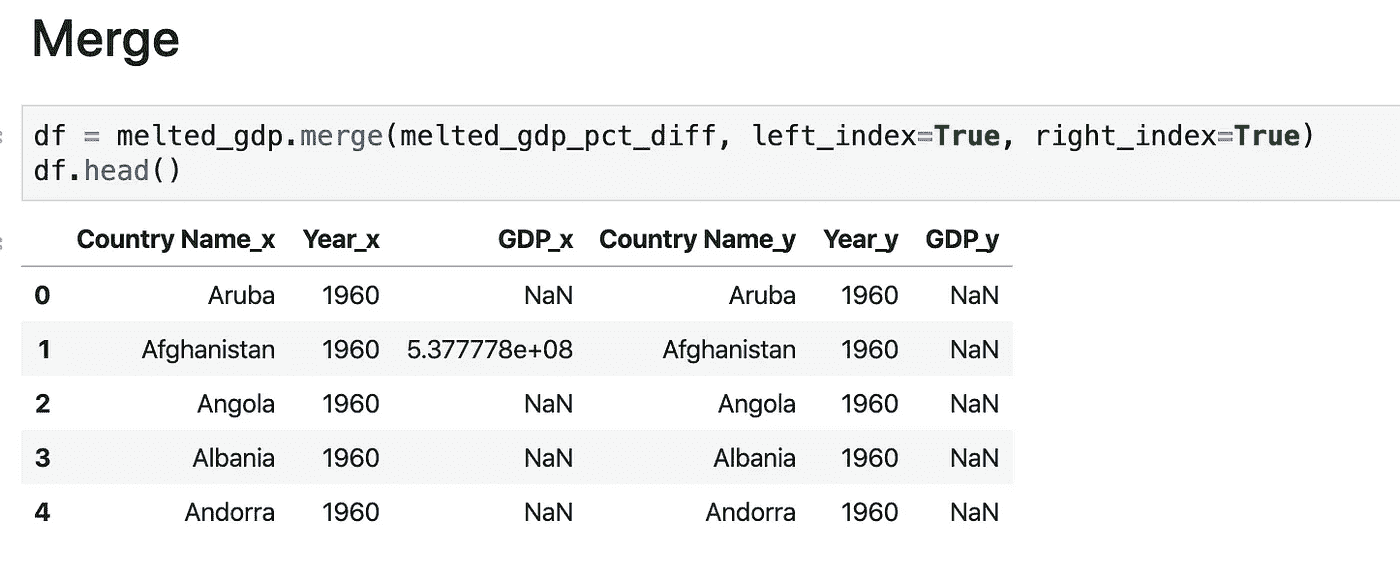 Merge
df = melted_gdp.merge(melted_gdp_pct_diff, left_index=True, right_index=True)
df.head()
Country Name_x Year_x GDP_x Country Name_y Year_y GDP_y
0 Aruba 1960 NaN Aruba 1960 NaN
1 Afghanistan 1960 5.377778e+08 Afghanistan 1960 NaN
2 Angola 1960 NaN Angola 1960 NaN
3 Albania 1960 NaN Albania 1960 NaN
4 Andorra 1960 NaN Andorra 1960 NaN